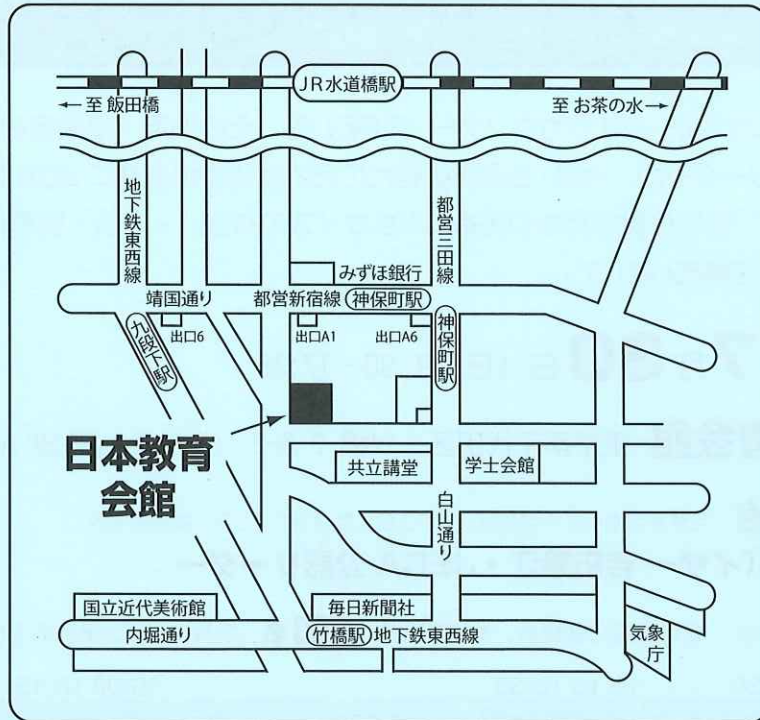 JR水道橋駅
←至 飯田橋
至 お茶の水→
地下鉄東西線
都営三田線
みずほ銀行
靖国通り
都営新宿線
神保町駅
九段下駅
出口6
出口A1
出口A6
神保町駅
日本教育
会館
共立講堂
学士会館
白山通り
国立近代美術館
毎日新聞社
内堀通り
竹橋駅
地下鉄東西線
気象
庁